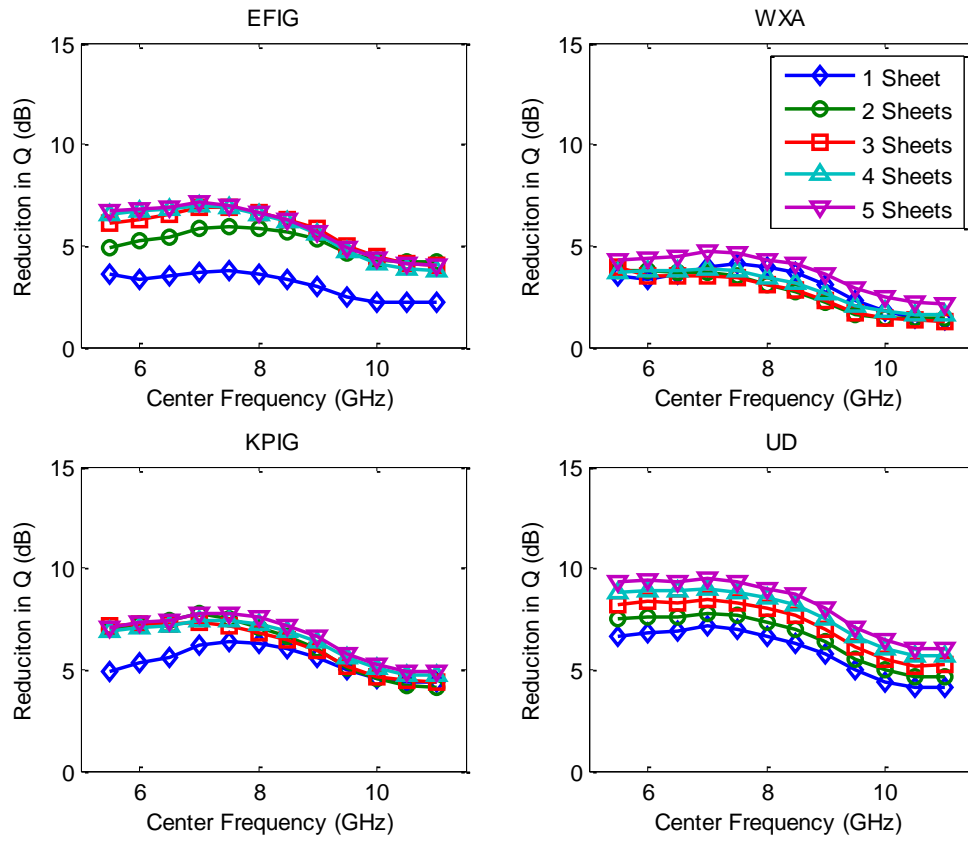 EFIG
15
10
5
0
6 8 10
Reduciton in Q (dB)
Center Frequency (GHz)
WXA
15
10
5
0
6 8 10
Reduciton in Q (dB)
Center Frequency (GHz)
1 Sheet
2 Sheets
3 Sheets
4 Sheets
5 Sheets
KPIG
15
10
5
0
6 8 10
Reduciton in Q (dB)
Center Frequency (GHz)
UD
15
10
5
0
6 8 10
Reduciton in Q (dB)
Center Frequency (GHz)